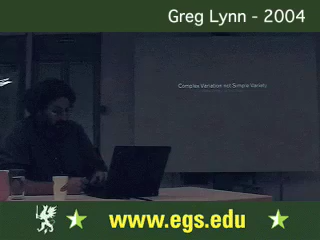 Greg Lynn - 2004
Complex Variation not Simple Variety
www.egs.edu